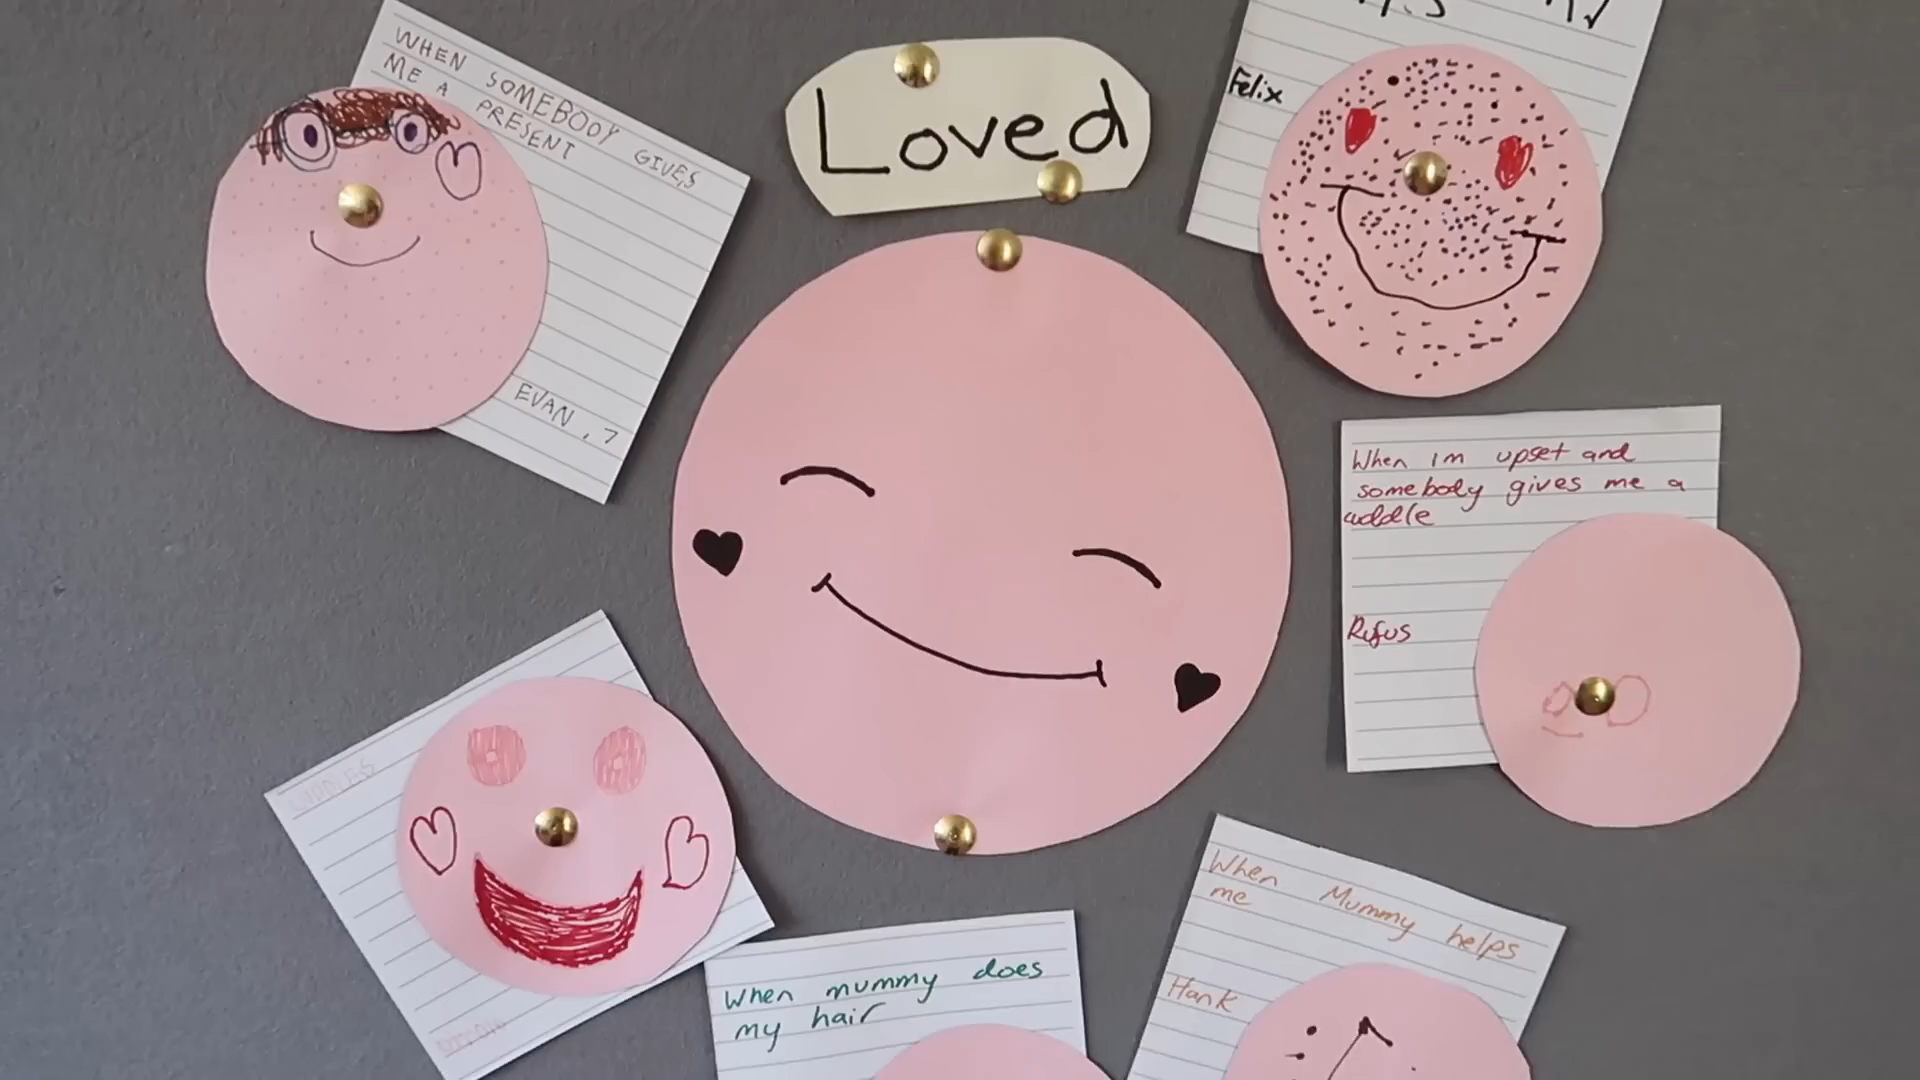 WHEN SOMEBODY GIVES
ME A PRESENT
EVAN, 7
Loved
Felix
When im upset and
somebody gives me a
cuddle
Rufus
When mummy does
my hair
When Mummy helps
me
Hank